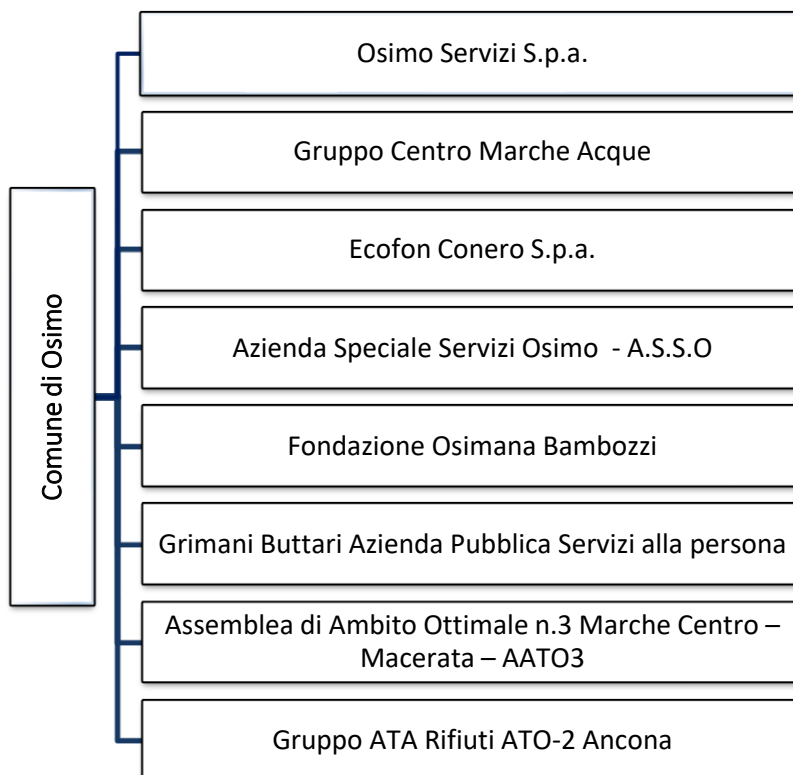 Comune di Osimo
Osimo Servizi S.p.a.
Gruppo Centro Marche Acque
Ecofon Conero S.p.a.
Azienda Speciale Servizi Osimo - A.S.S.O
Fondazione Osimana Bambozzi
Grimani Buttari Azienda Pubblica Servizi alla persona
Assemblea di Ambito Ottimale n.3 Marche Centro –
Macerata – AATO3
Gruppo ATA Rifiuti ATO-2 Ancona